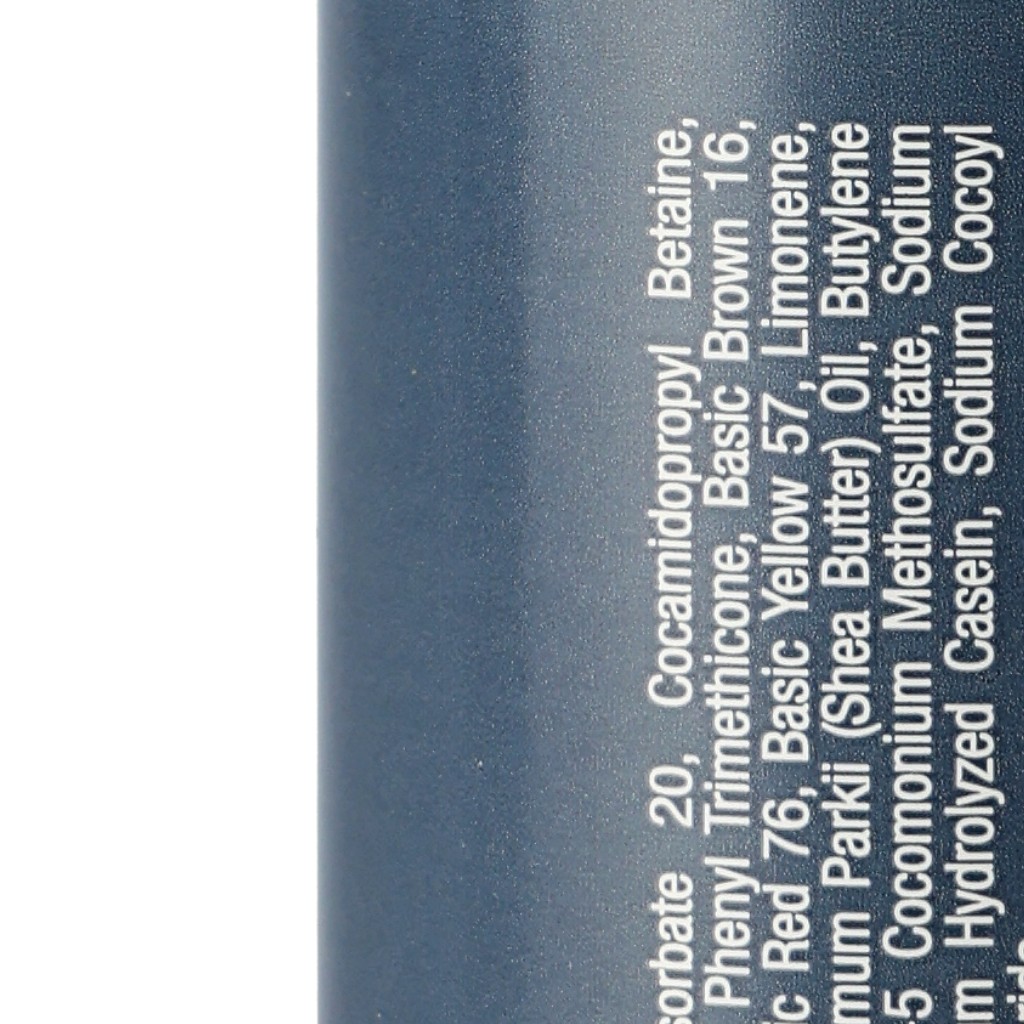 sorbate 20, Cocamidopropyl Betaine,
Phenyl Trimethicone, Basic Brown 16,
ic Red 76, Basic Yellow 57, Limonene,
mum Parkii (Shea Butter) Oil, Butylene
5 Cocomonium Methosulfate, Sodium
m Hydrolyzed Casein, Sodium Cocoyl